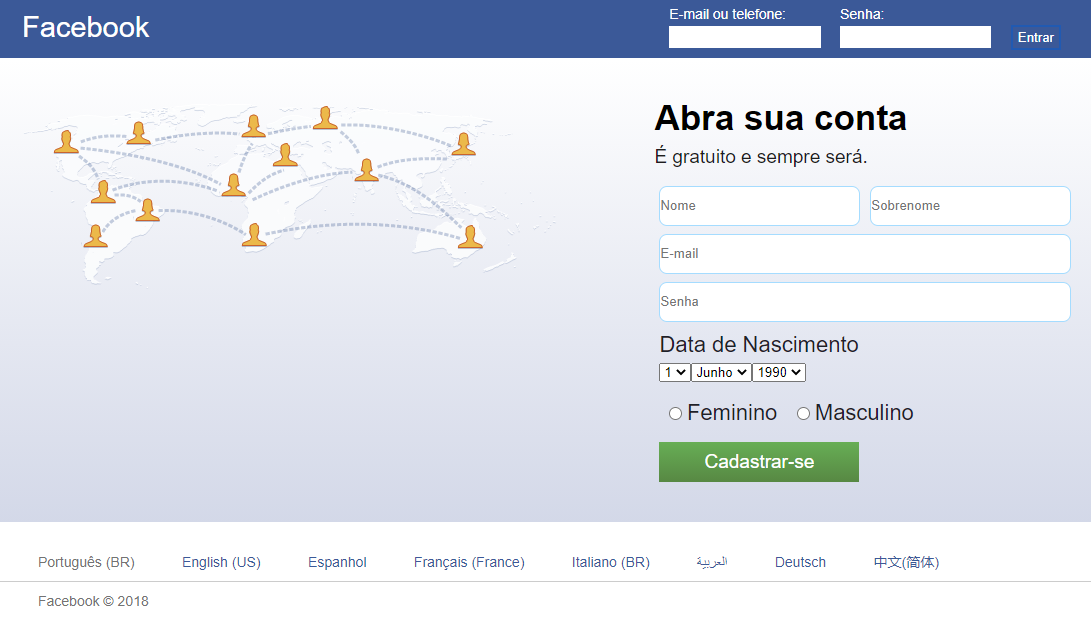 Facebook
E-mail ou telefone: Senha:
Entrar
Abra sua conta
É gratuito e sempre será.
Nome Sobrenome
E-mail
Senha
Data de Nascimento
1 Junho 1990
Feminino Masculino
Cadastrar-se
Português (BR) English (US) Espanhol Français (France) Italiano (BR) العربية Deutsch 中文(简体)
Facebook © 2018